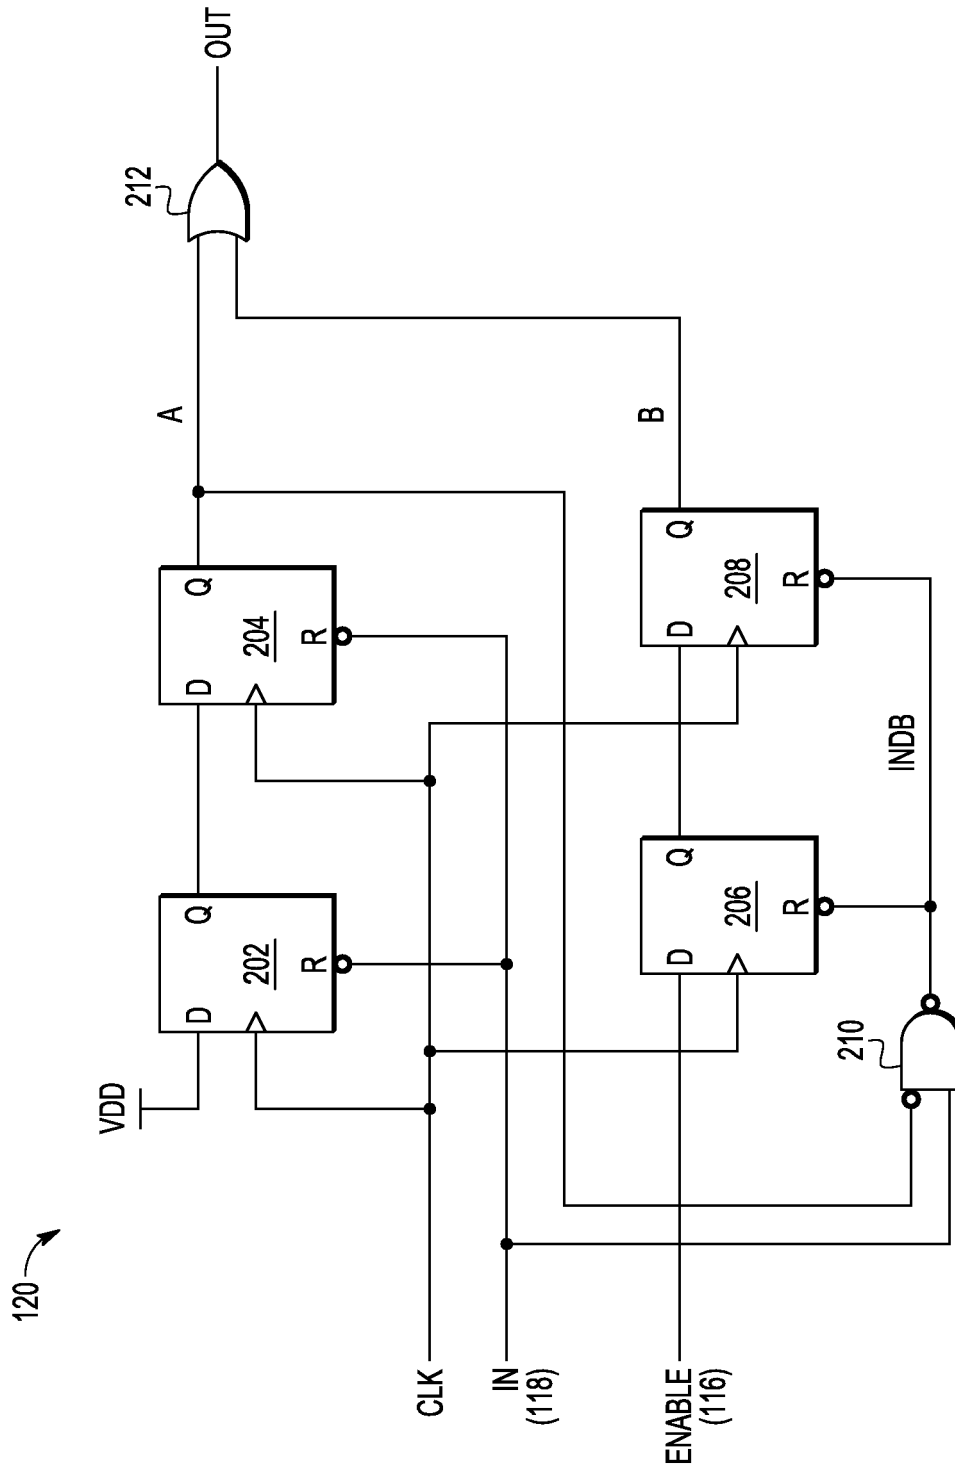 120
VDD
D
Q
202
R
D
Q
204
R
A
212
OUT
CLK
IN
(118)
ENABLE
(116)
D
Q
206
R
D
Q
208
R
B
210
INDB